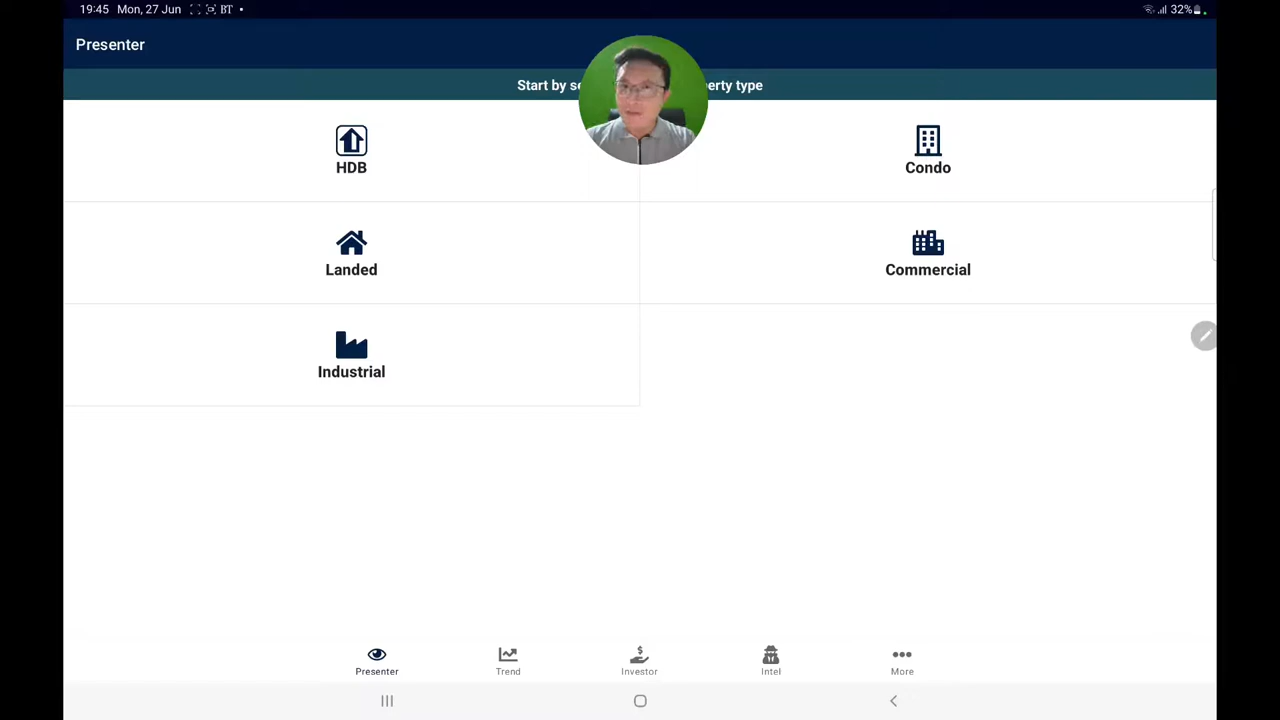 19:45 Mon, 27 Jun BT 32%
Presenter
Start by se erty type
HDB
Condo
Landed
Commercial
Industrial
Presenter
Trend
Investor
Intel
More